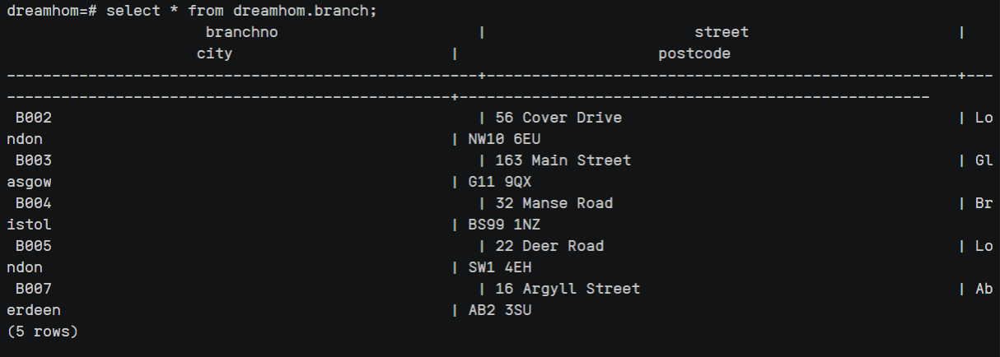 dreamhom=# select * from dreamhom.branch;
                      branchno                      |                       street                       |
                     city                         |                      postcode
----------------------------------------------------+----------------------------------------------------+---
-------------------------------------------------+----------------------------------------------------
 B002                                               | 56 Cover Drive                                     | Lo
ndon                                             | NW10 6EU
 B003                                               | 163 Main Street                                    | Gl
asgow                                            | G11 9QX
 B004                                               | 32 Manse Road                                      | Br
istol                                            | BS99 1NZ
 B005                                               | 22 Deer Road                                       | Lo
ndon                                             | SW1 4EH
 B007                                               | 16 Argyll Street                                   | Ab
erdeen                                           | AB2 3SU
(5 rows)